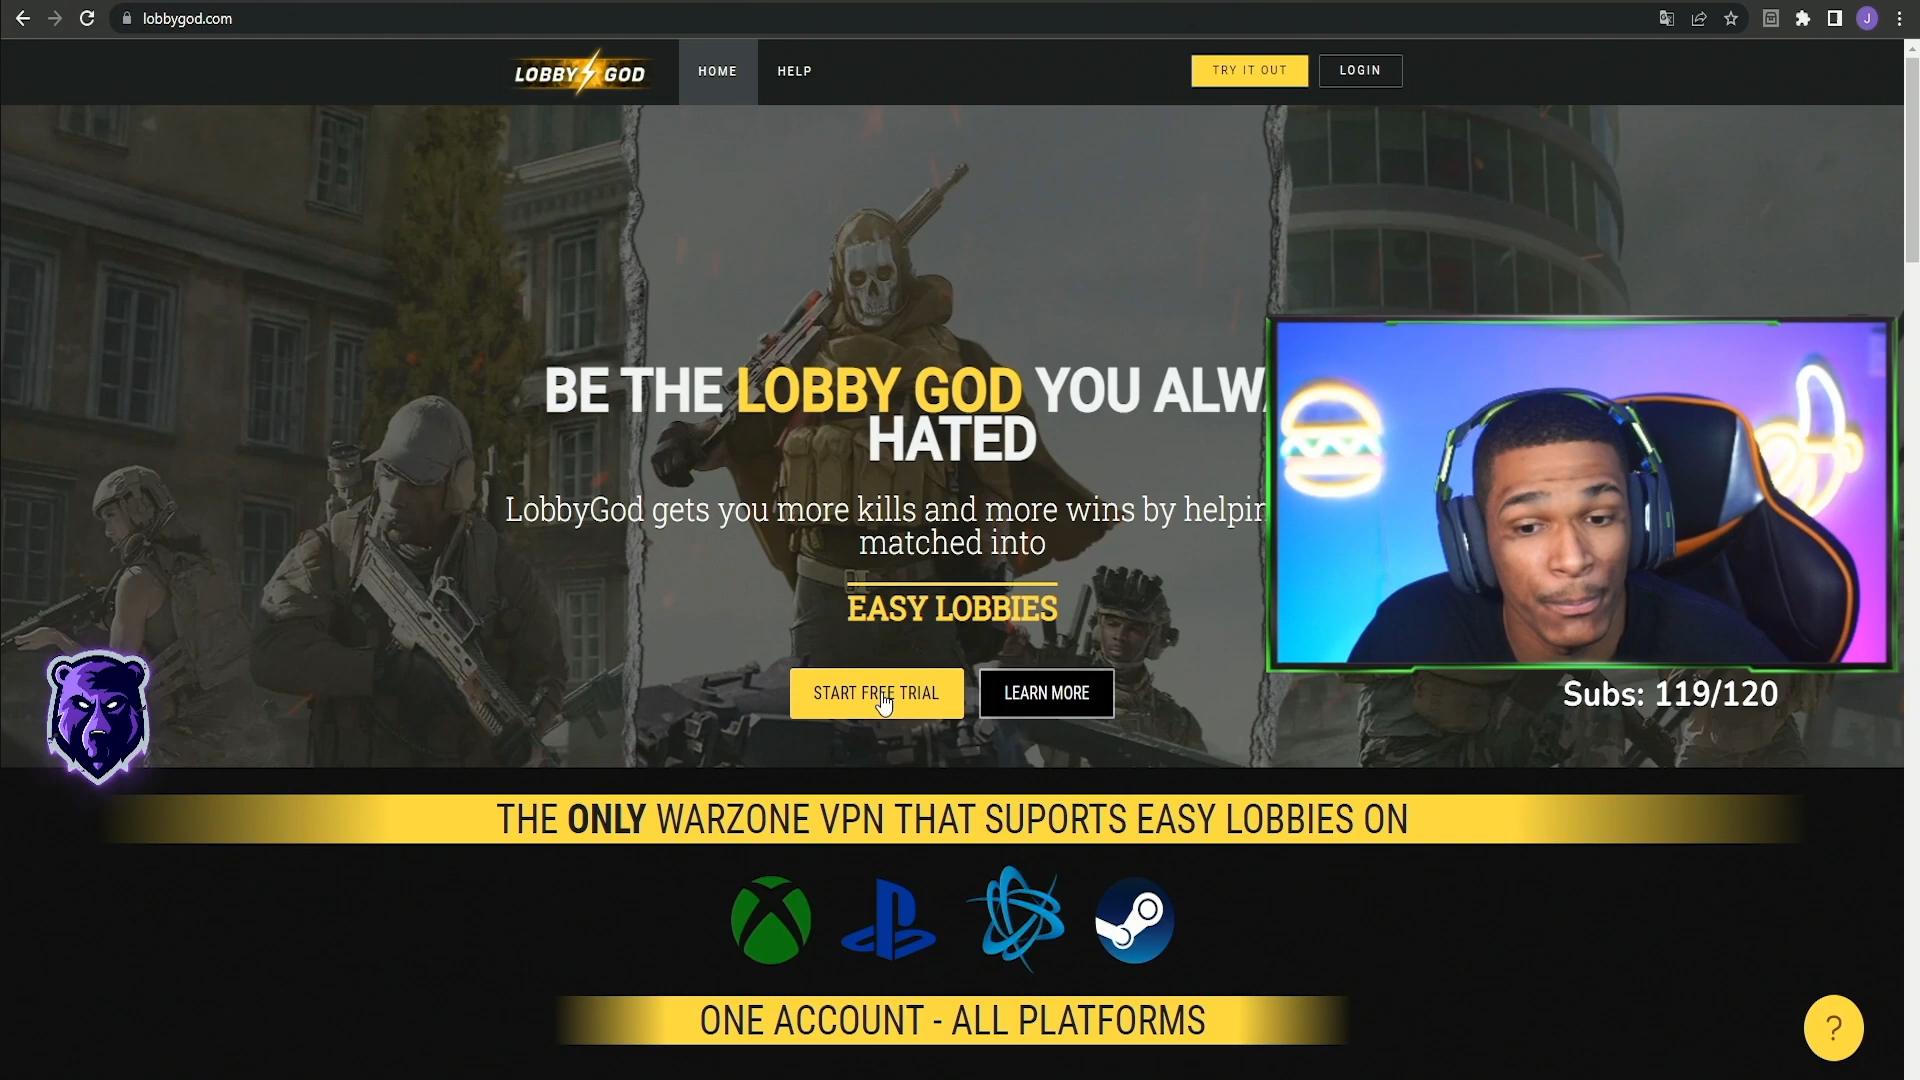 lobbygod.com
J
LOBBY GOD
HOME
HELP
TRY IT OUT
LOGIN
BE THE LOBBY GOD YOU
HATED
LobbyGod gets you more kills and more wins by
matched into
EASY LOBBIES
START FREE TRIAL
LEARN MORE
Subs: 119/120
THE ONLY WARZONE VPN THAT SUPORTS EASY LOBBIES ON
ONE ACCOUNT - ALL PLATFORMS
?